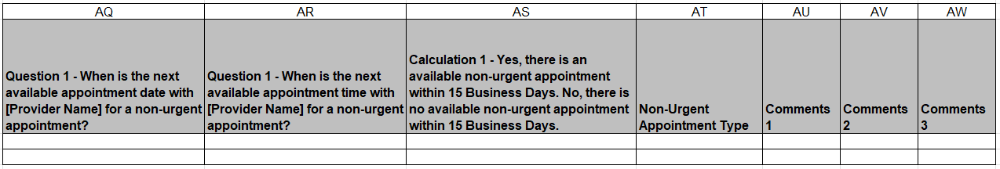 AQ AR AS AT AU AV AW
Question 1 - When is the next
available appointment date with
[Provider Name] for a non-urgent
appointment?
Question 1 - When is the next
available appointment time with
[Provider Name] for a non-urgent
appointment?
Calculation 1 - Yes, there is an
available non-urgent appointment
within 15 Business Days. No, there is
no available non-urgent appointment
within 15 Business Days.
Non-Urgent
Appointment Type
Comments
1
Comments
2
Comments
3